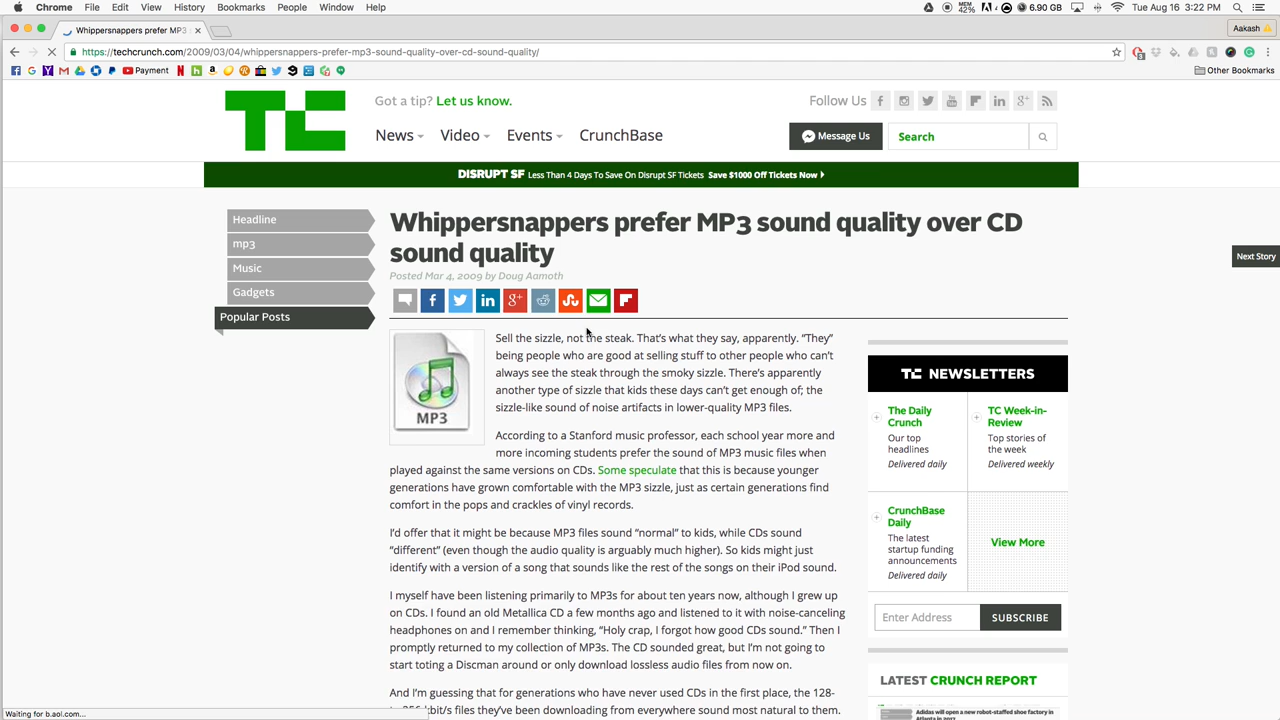 Chrome File Edit View History Bookmarks People Window Help
MEM 42% 4 6.90 GB Tue Aug 16 3:22 PM
Whippersnappers prefer MP3 × Aakash
https://techcrunch.com/2009/03/04/whippersnappers-prefer-mp3-sound-quality-over-cd-sound-quality/
Payment Other Bookmarks
TC
Got a tip? Let us know. Follow Us
News Video Events CrunchBase Message Us Search
DISRUPT SF Less Than 4 Days To Save On Disrupt SF Tickets Save $1000 Off Tickets Now
Headline
mp3
Music
Gadgets
Popular Posts
Whippersnappers prefer MP3 sound quality over CD
sound quality
Posted Mar 4, 2009 by Doug Aamoth
Next Story
MP3
Sell the sizzle, not the steak. That's what they say, apparently. “They”
being people who are good at selling stuff to other people who can't
always see the steak through the smoky sizzle. There's apparently
another type of sizzle that kids these days can't get enough of; the
sizzle-like sound of noise artifacts in lower-quality MP3 files.
According to a Stanford music professor, each school year more and
more incoming students prefer the sound of MP3 music files when
played against the same versions on CDs. Some speculate that this is because younger
generations have grown comfortable with the MP3 sizzle, just as certain generations find
comfort in the pops and crackles of vinyl records.
I'd offer that it might be because MP3 files sound “normal” to kids, while CDs sound
“different” (even though the audio quality is arguably much higher). So kids might just
identify with a version of a song that sounds like the rest of the songs on their iPod sound.
I myself have been listening primarily to MP3s for about ten years now, although I grew up
on CDs. I found an old Metallica CD a few months ago and listened to it with noise-canceling
headphones on and I remember thinking, “Holy crap, I forgot how good CDs sound.” Then I
promptly returned to my collection of MP3s. The CD sounded great, but I'm not going to
start toting a Discman around or only download lossless audio files from now on.
And I'm guessing that for generations who have never used CDs in the first place, the 128-
kbit/s files they've been downloading from everywhere sound most natural to them.
TC NEWSLETTERS
The Daily
Crunch
Our top
headlines
Delivered daily
TC Week-in-
Review
Top stories of
the week
Delivered weekly
CrunchBase
Daily
The latest
startup funding
announcements
Delivered daily
View More
Enter Address SUBSCRIBE
LATEST CRUNCH REPORT
Adidas will open a new robot-staffed shoe factory in
Atlanta in 2017
Waiting for b.aol.com...